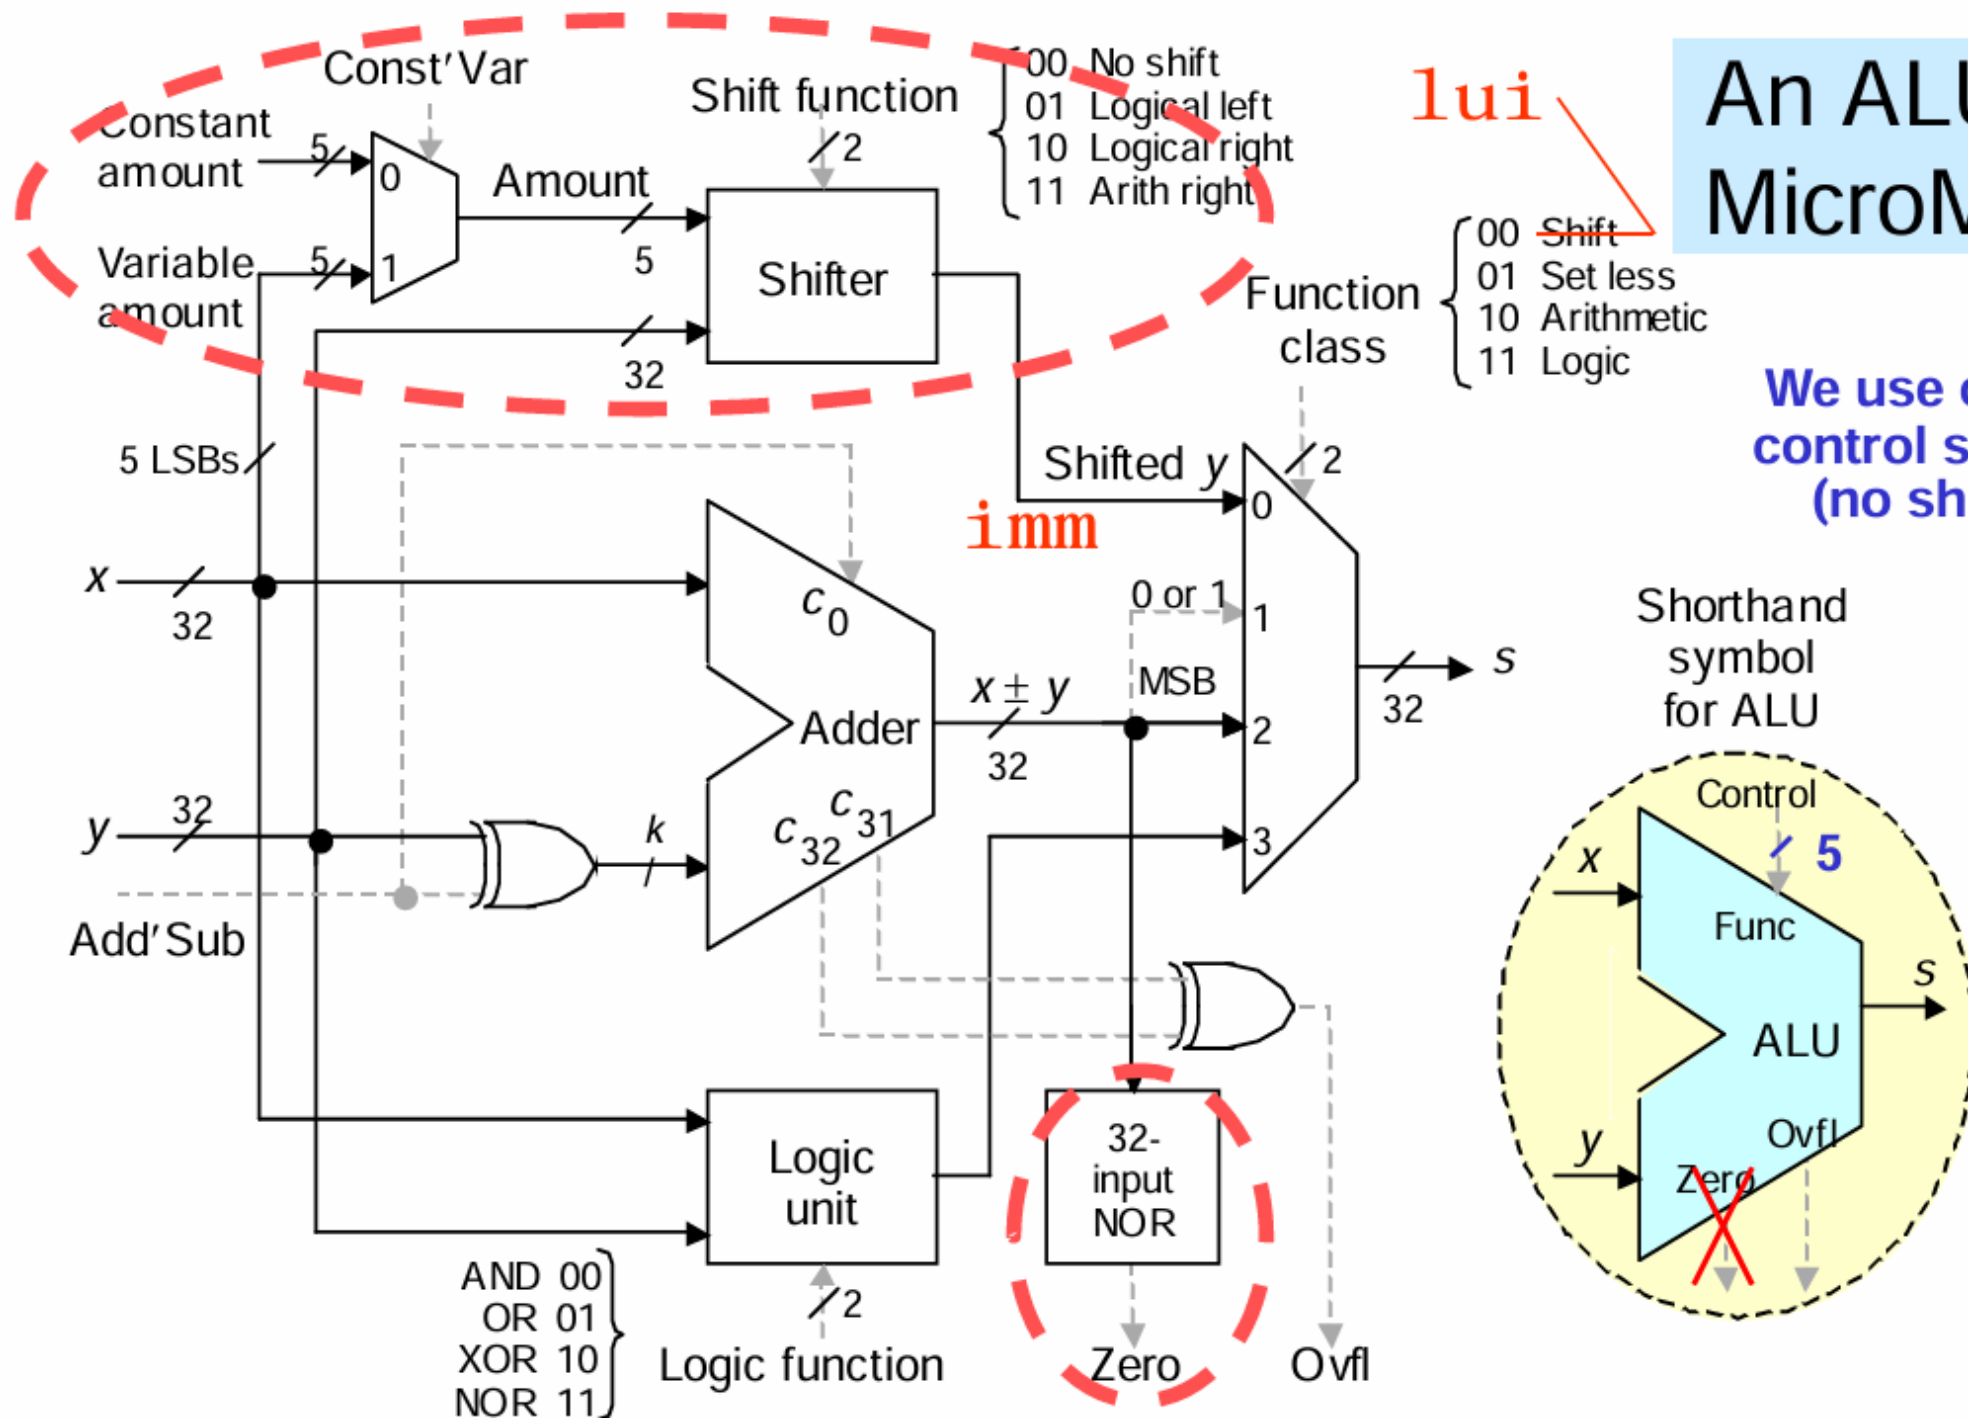 Const′Var
Constant
amount
5
0
Amount
5
Variable
amount
5
1
32
Shift function
2
00 No shift
01 Logical left
10 Logical right
11 Arith right
Shifter
lui
An ALU
MicroM
Function
class
00 Shift
01 Set less
10 Arithmetic
11 Logic
We use
control s
(no sh
5 LSBs
Shifted y
2
0
imm
x
32
c0
0 or 1
1
MSB
x ± y
32
2
s
32
Adder
c31
c32
3
y
32
k
Add′Sub
Logic
unit
AND 00
OR 01
XOR 10
NOR 11
2
Logic function
32-
input
NOR
Zero
Ovfl
Shorthand
symbol
for ALU
Control
5
x
Func
s
ALU
y
Ovfl
Zero